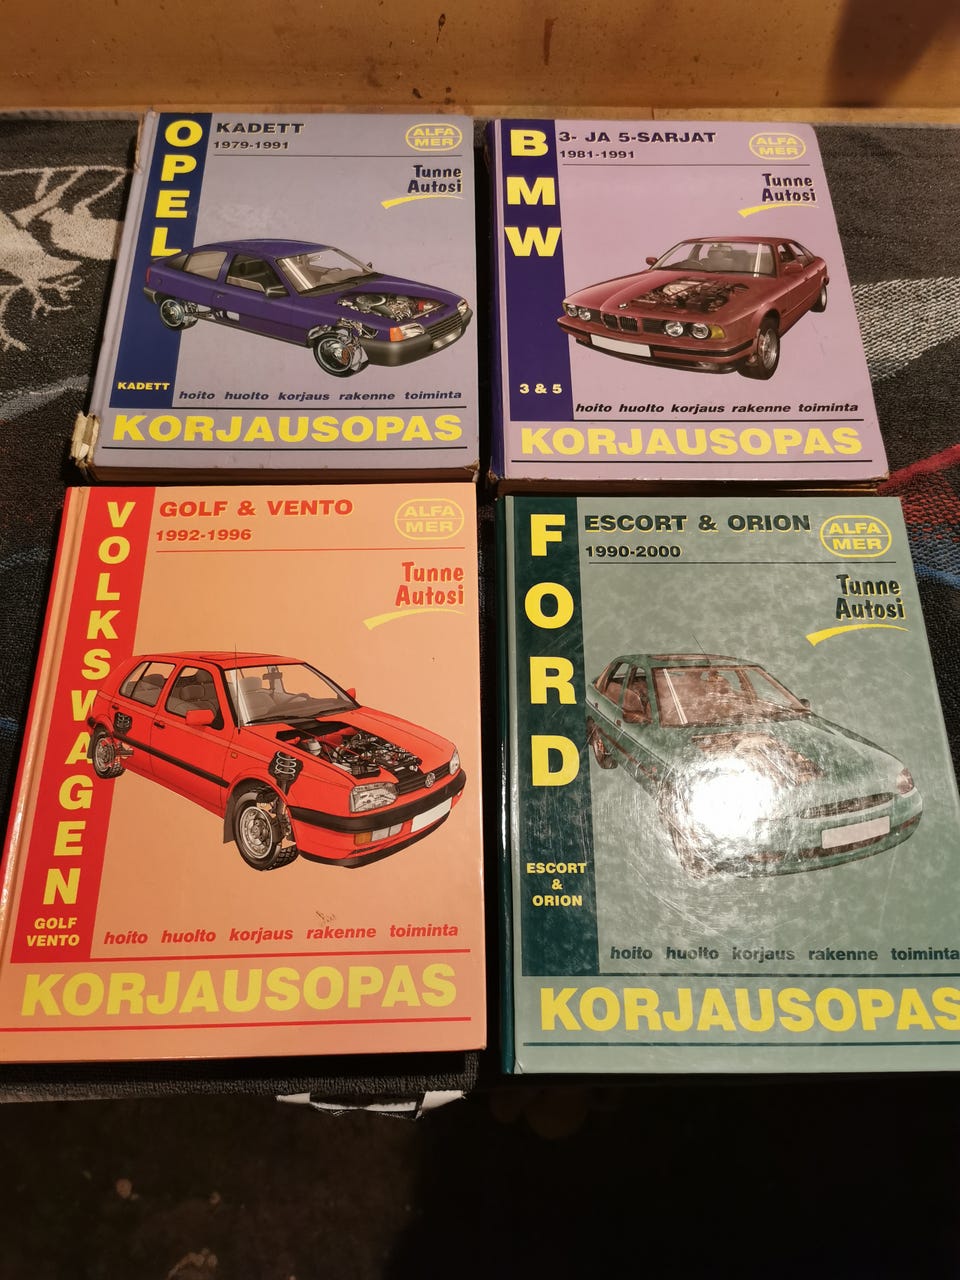 OPEL
KADETT
1979-1991
ALFA
MER
Tunne
Autosi
KADETT
hoito huolto korjaus rakenne toiminta
KORJAUSOPAS
BMW
3- JA 5-SARJAT
1981-1991
ALFA
MER
Tunne
Autosi
3 & 5
hoito huolto korjaus rakenne toiminta
KORJAUSOPAS
VOLKSWAGEN
GOLF & VENTO
1992-1996
ALFA
MER
Tunne
Autosi
GOLF
VENTO
hoito huolto korjaus rakenne toiminta
KORJAUSOPAS
FORD
ESCORT & ORION
1990-2000
ALFA
MER
Tunne
Autosi
ESCORT
&
ORION
hoito huolto korjaus rakenne toiminta
KORJAUSOPAS